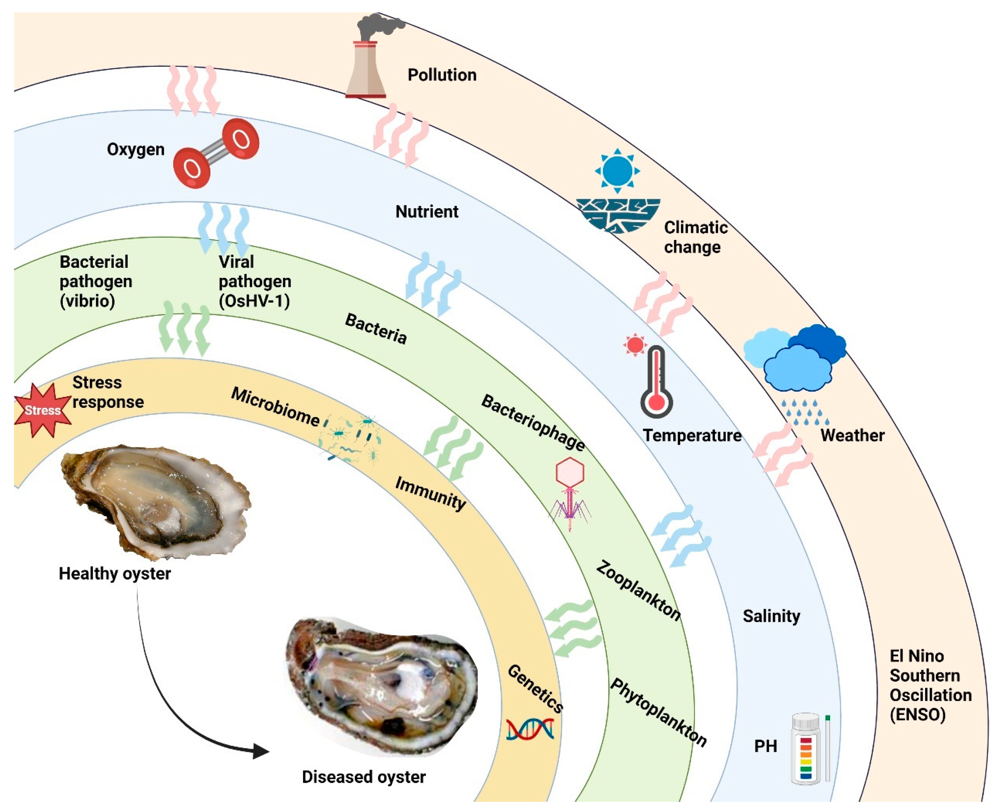 Pollution
Oxygen
Nutrient
Climatic
change
Bacterial
pathogen
(vibrio)
Viral
pathogen
(OsHV-1)
Bacteria
Stress
response
Stress
Microbiome
Bacteriophage
Temperature
Weather
Immunity
Healthy oyster
Zooplankton
Salinity
El Nino
Southern
Oscillation
(ENSO)
Genetics
Phytoplankton
PH
Diseased oyster